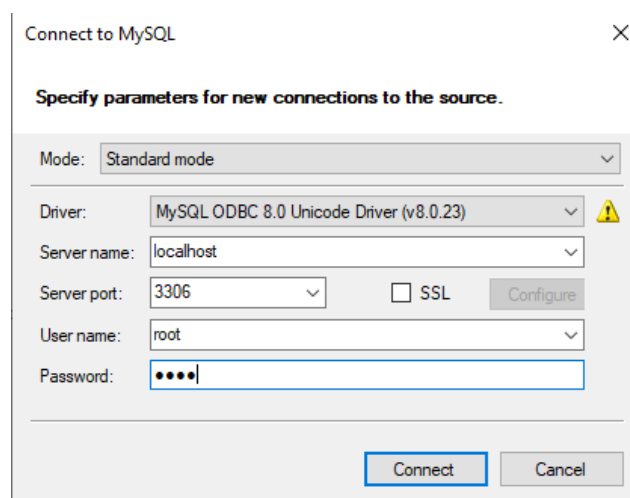 Connect to MySQL
Specify parameters for new connections to the source.
Mode: Standard mode
Driver: MySQL ODBC 8.0 Unicode Driver (v8.0.23)
Server name: localhost
Server port: 3306 SSL Configure
User name: root
Password: ●●●●
Connect Cancel